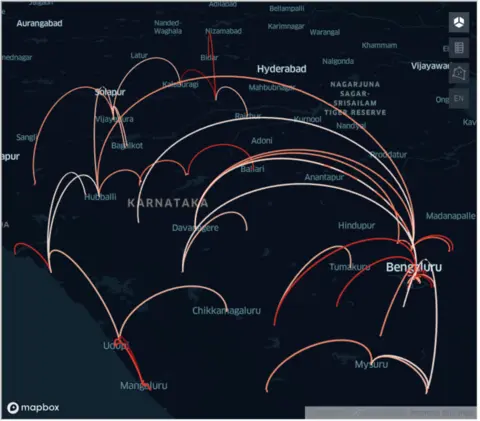 Jalgaon
Adilabad
Bellampalli
Aurangabad
Nanded-
Waghala
Nizamabad
Karimnagar
Warangal
Khammam
Latur
Bidar
Nalgonda
Hyderabad
Vijayawa
Solapur
Kalaburagi
Mahbubnagar
NAGARJUNA
SAGAR-
SRISAILAM
TIGER RESERVE
Ong
EN
Vijayapura
Raichur
Kurnool
Nandyal
Kav
Sangli
Bagalkot
Adoni
apur
Ballari
Proddatur
Anantapur
Hubballi
KARNATAKA
Madanapalle
Davanagere
Hindupur
Tumakuru
Bengaluru
Chikkamagaluru
Udupi
Mysuru
Mangaluru
mapbox